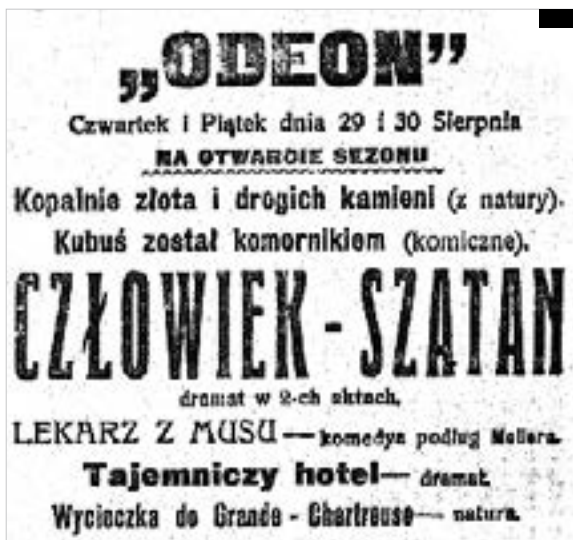 „ODEON”
Czwartek i Piątek dnia 29 i 30 Sierpnia
NA OTWARCIE SEZONU
Kopalnie złota i drogich kamieni (z natury).
Kubuś został komornikiem (komiczne).
CZŁOWIEK - SZATAN
dramat w 2-ch aktach.
LEKARZ Z MUSU — komedya podług Moliera.
Tajemniczy hotel — dramat.
Wycieczka do Grande - Chartreuse — natura.